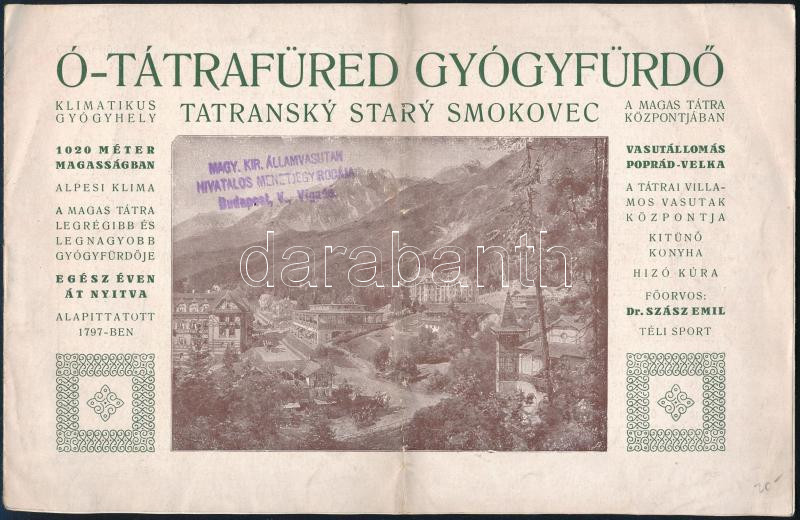 Ó-TÁTRAFÜRED GYÓGYFÜRDŐ
TATRANSKÝ STARÝ SMOKOVEC
KLIMATIKUS
GYÓGYHELY
1020 MÉTER
MAGASSÁGBAN
ALPESI KLIMA
A MAGAS TÁTRA
LEGRÉGIBB ÉS
LEGNAGYOBB
GYÓGYFÜRDŐJE
EGÉSZ ÉVEN
ÁT NYITVA
ALAPITTATOTT
1797-BEN
MAGY. KIR. ÁLLAMVASUTAK
HIVATALOS MENETJEGYIRODÁJA
Budapest, V., Vigadó.
darabanth
A MAGAS TÁTRA
KÖZPONTJÁBAN
VASUTÁLLOMÁS
POPRÁD-VELKA
A TÁTRAI VILLA-
MOS VASUTAK
KÖZPONTJA
KITÜNŐ
KONYHA
HIZÓ KÚRA
FŐORVOS:
Dr. SZÁSZ EMIL
TÉLI SPORT